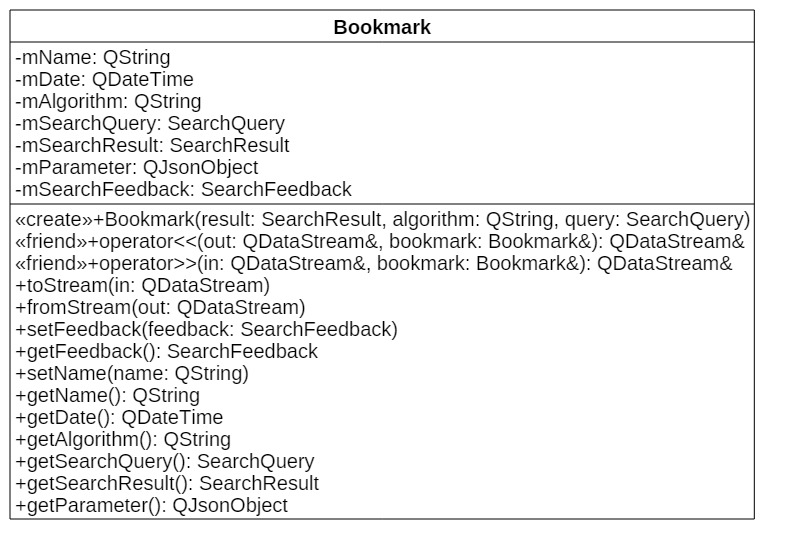 Bookmark
-mName: QString
-mDate: QDateTime
-mAlgorithm: QString
-mSearchQuery: SearchQuery
-mSearchResult: SearchResult
-mParameter: QJsonObject
-mSearchFeedback: SearchFeedback
«create»+Bookmark(result: SearchResult, algorithm: QString, query: SearchQuery)
«friend»+operator<<(out: QDataStream&, bookmark: Bookmark&): QDataStream&
«friend»+operator>>(in: QDataStream&, bookmark: Bookmark&): QDataStream&
+toStream(in: QDataStream)
+fromStream(out: QDataStream)
+setFeedback(feedback: SearchFeedback)
+getFeedback(): SearchFeedback
+setName(name: QString)
+getName(): QString
+getDate(): QDateTime
+getAlgorithm(): QString
+getSearchQuery(): SearchQuery
+getSearchResult(): SearchResult
+getParameter(): QJsonObject